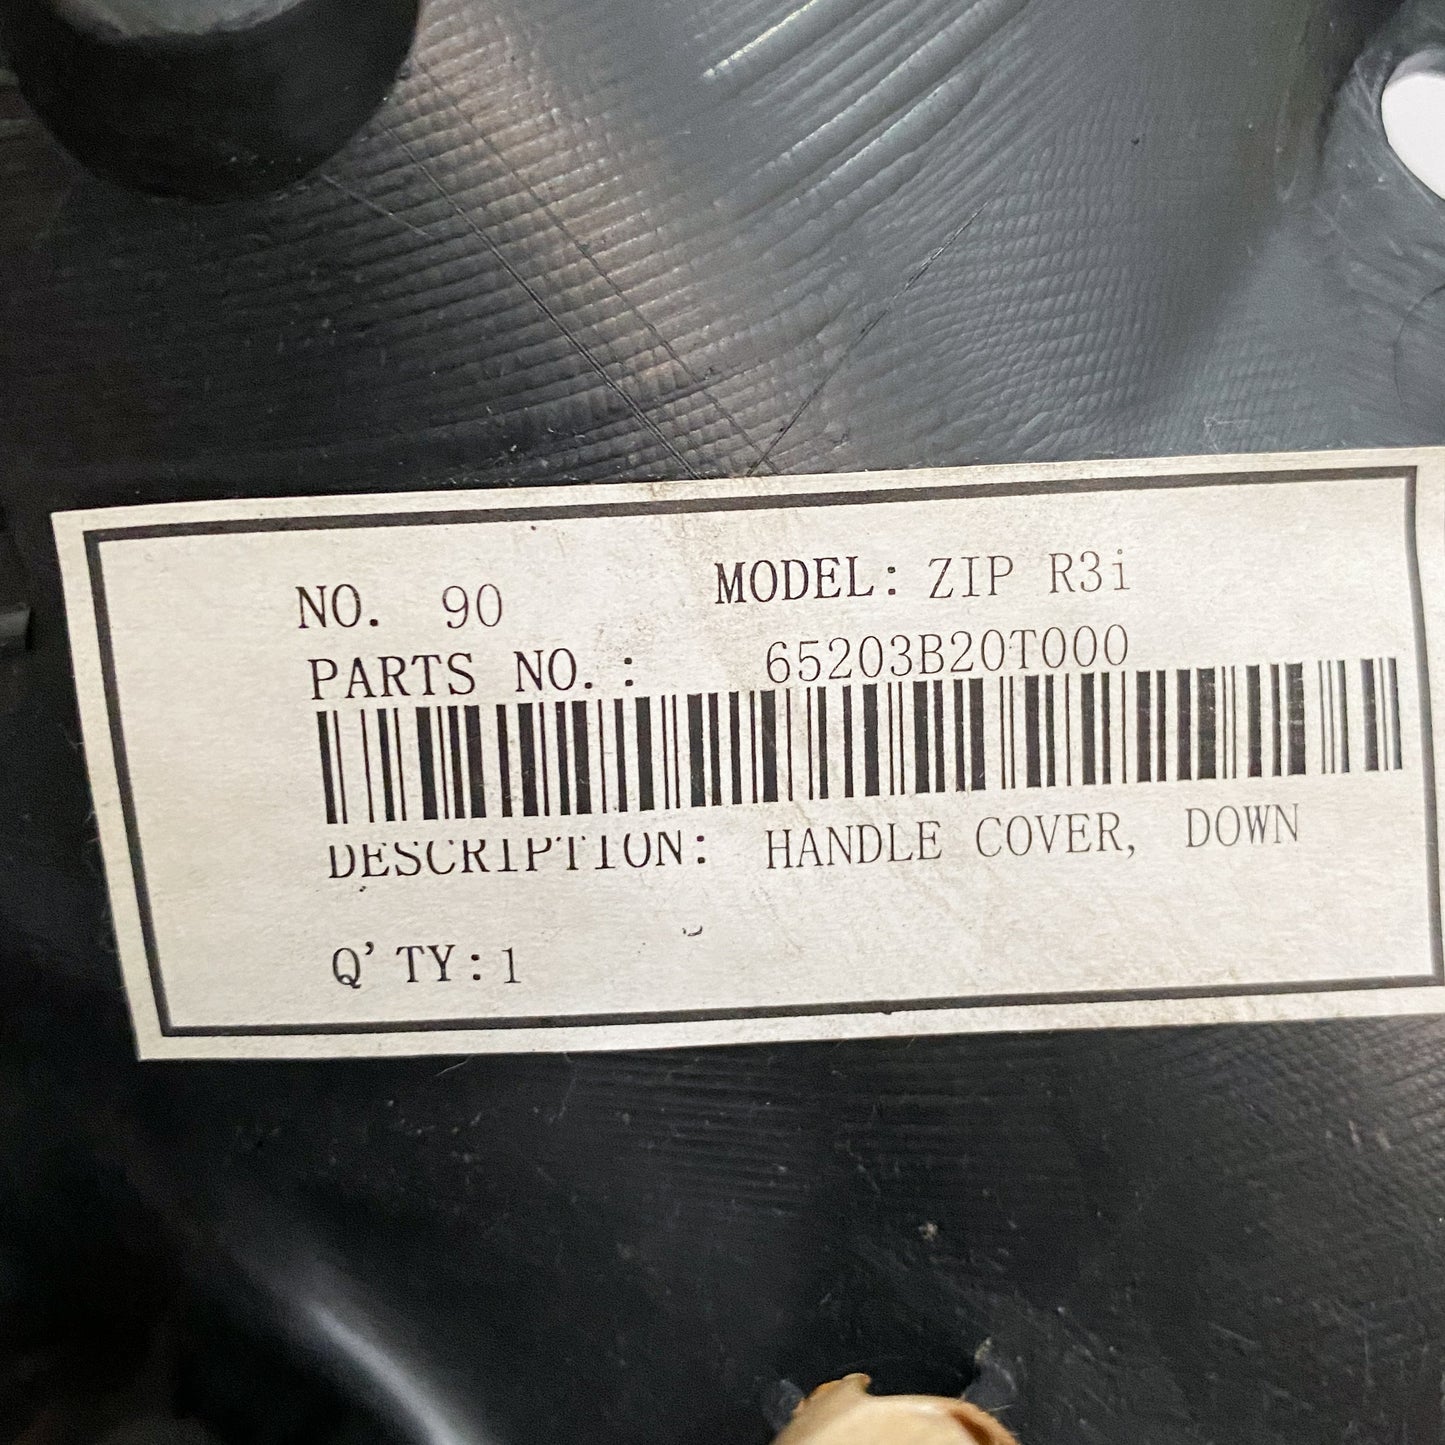 NO. 90 MODEL: ZIP R3i
PARTS NO.: 65203B20T000
DESCRIPTION: HANDLE COVER, DOWN
Q'TY:1